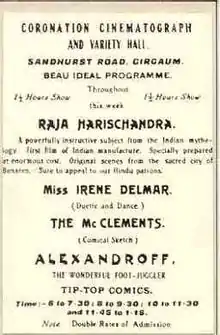 CORONATION CINEMATOGRAPH
AND VARIETY HALL.
SANDHURST ROAD, GIRGAUM.
BEAU IDEAL PROGRAMME.
Throughout
1½ Hours Show 1½ Hours Show
this week
RAJA HARISCHANDRA.
A powerfully instructive subject from the Indian mythe-
logy. First film of Indian manufacture. Specially prepared
at enormous cost. Original scenes from the sacred city of
Benares. Sure to appeal to our Hindu patrons.
Miss IRENE DELMAR.
(Duette and Dance)
THE McCLEMENTS.
(Comical Sketch)
ALEXANDROFF.
THE WONDERFUL FOOT-JUGGLER
TIP-TOP COMICS.
Time:–6 to 7-30; 8 to 9-30; 10 to 11-30
and 11-45 to 1-15.
Note Double Rates of Admission.